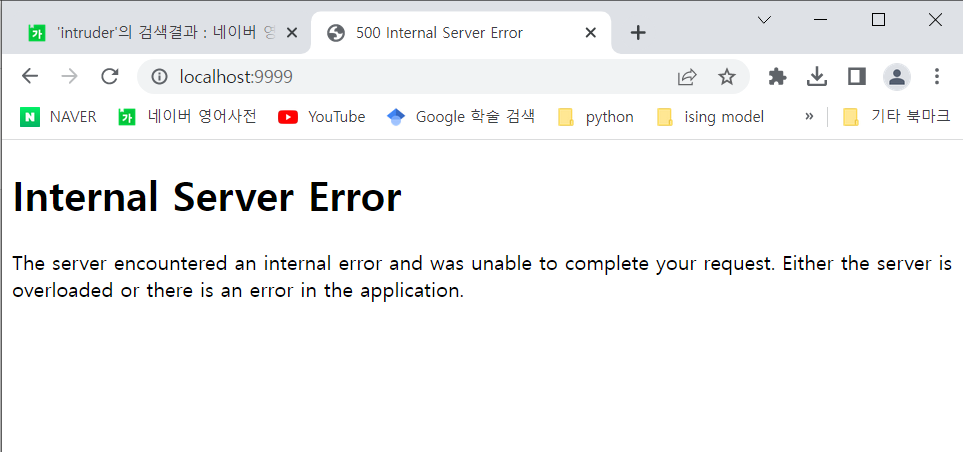 'intruder'의 검색결과 : 네이버 영
500 Internal Server Error
localhost:9999
NAVER
네이버 영어사전
YouTube
Google 학술 검색
python
ising model
»
기타 북마크
Internal Server Error
The server encountered an internal error and was unable to complete your request. Either the server is
overloaded or there is an error in the application.